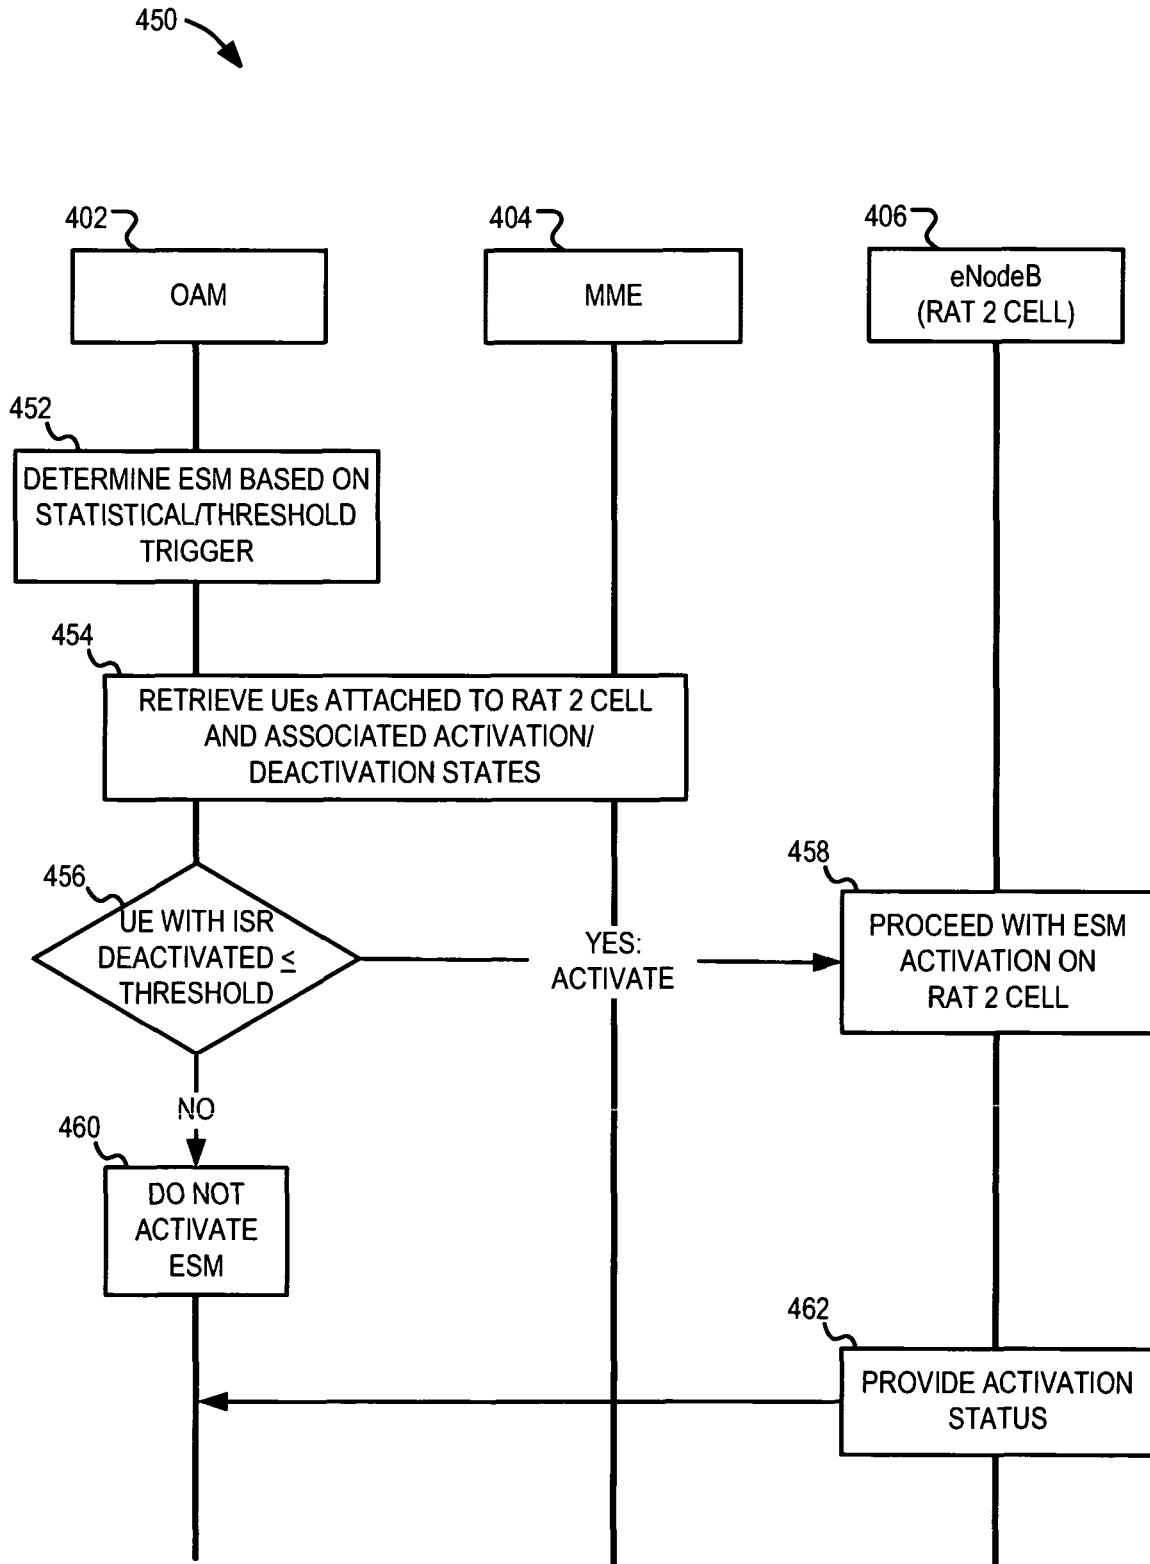 450
402
404
406
OAM
MME
eNodeB
(RAT 2 CELL)
452
DETERMINE ESM BASED ON
STATISTICAL/THRESHOLD
TRIGGER
454
RETRIEVE UEs ATTACHED TO RAT 2 CELL
AND ASSOCIATED ACTIVATION/
DEACTIVATION STATES
456
UE WITH ISR
DEACTIVATED ≤
THRESHOLD
YES:
ACTIVATE
458
PROCEED WITH ESM
ACTIVATION ON
RAT 2 CELL
NO
460
DO NOT
ACTIVATE
ESM
462
PROVIDE ACTIVATION
STATUS